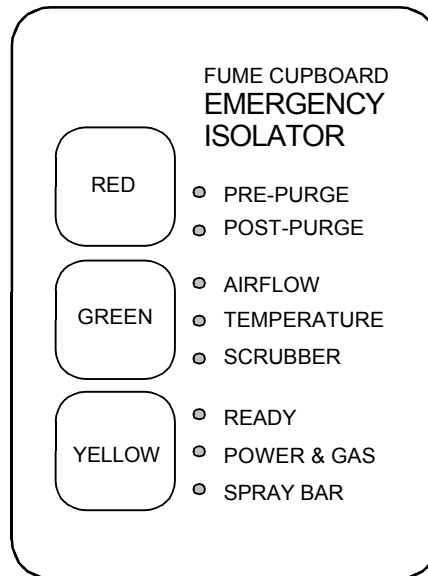 FUME CUPBOARD
EMERGENCY
ISOLATOR
RED
PRE-PURGE
POST-PURGE
GREEN
AIRFLOW
TEMPERATURE
SCRUBBER
YELLOW
READY
POWER & GAS
SPRAY BAR